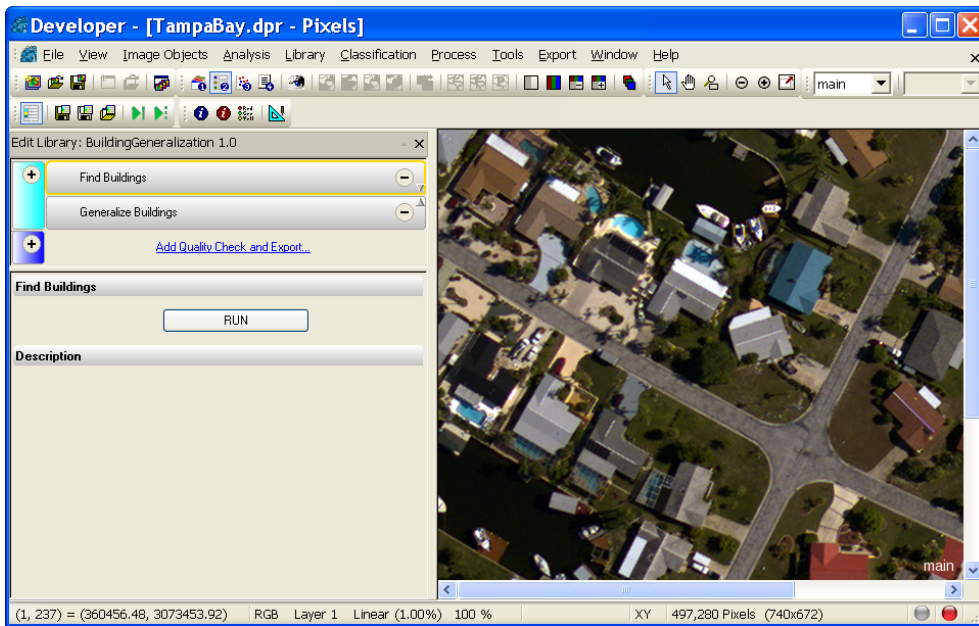 Developer - [TampaBay.dpr - Pixels]
File View Image Objects Analysis Library Classification Process Tools Export Window Help
main
Edit Library: BuildingGeneralization 1.0
Find Buildings
Generalize Buildings
Add Quality Check and Export...
Find Buildings
RUN
Description
main
(1, 237) = (360456.48, 3073453.92) RGB Layer 1 Linear (1.00%) 100 % XY 497,280 Pixels (740x672)